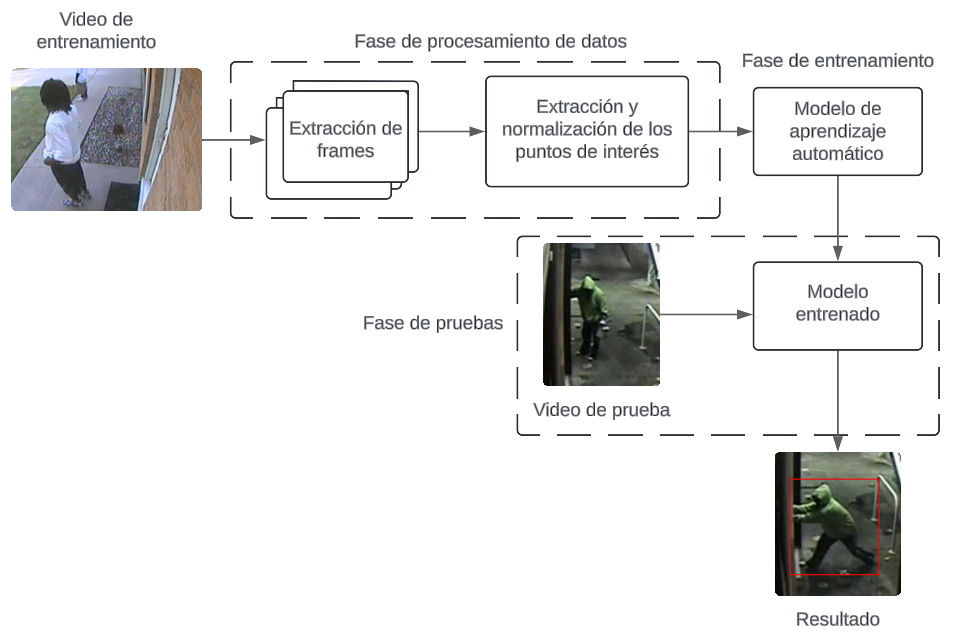 Video de
entrenamiento
Fase de procesamiento de datos
Fase de entrenamiento
Extracción de
frames
Extracción y
normalización de los
puntos de interés
Modelo de
aprendizaje
automático
Fase de pruebas
Modelo
entrenado
Video de prueba
Resultado